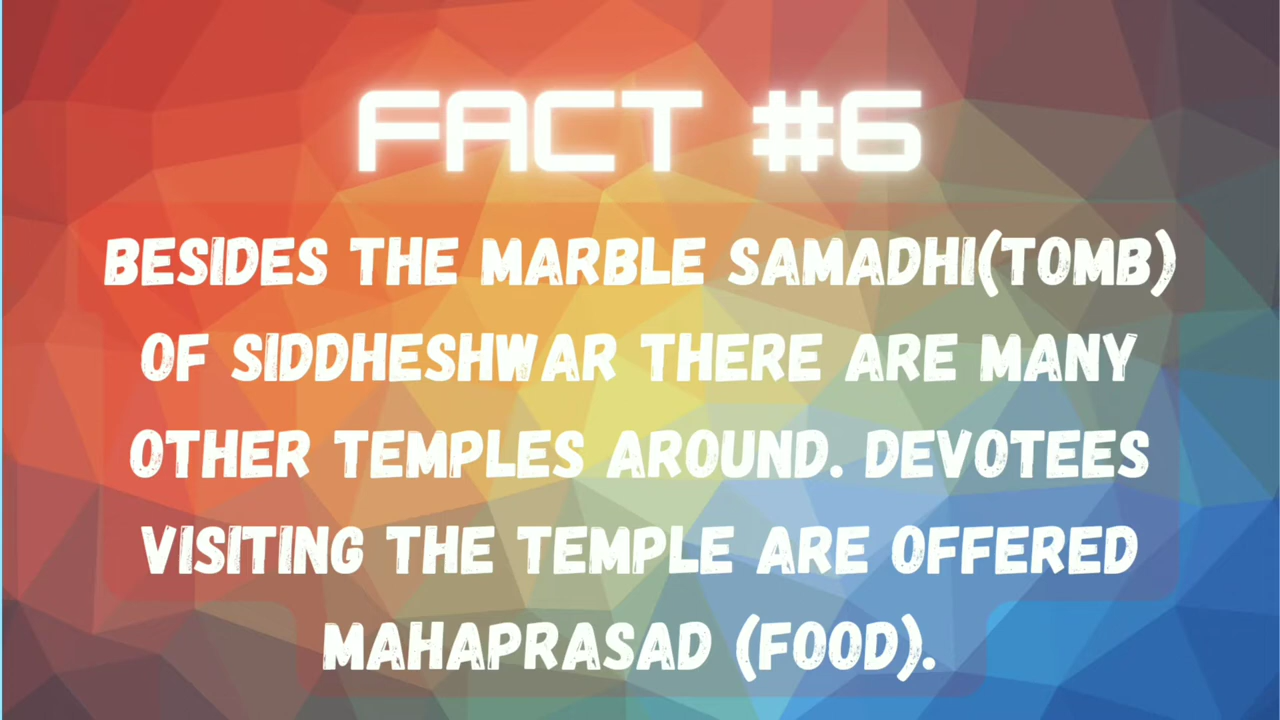 FACT #6
BESIDES THE MARBLE SAMADHI(TOMB)
OF SIDDHESHWAR THERE ARE MANY
OTHER TEMPLES AROUND. DEVOTEES
VISITING THE TEMPLE ARE OFFERED
MAHAPRASAD (FOOD).